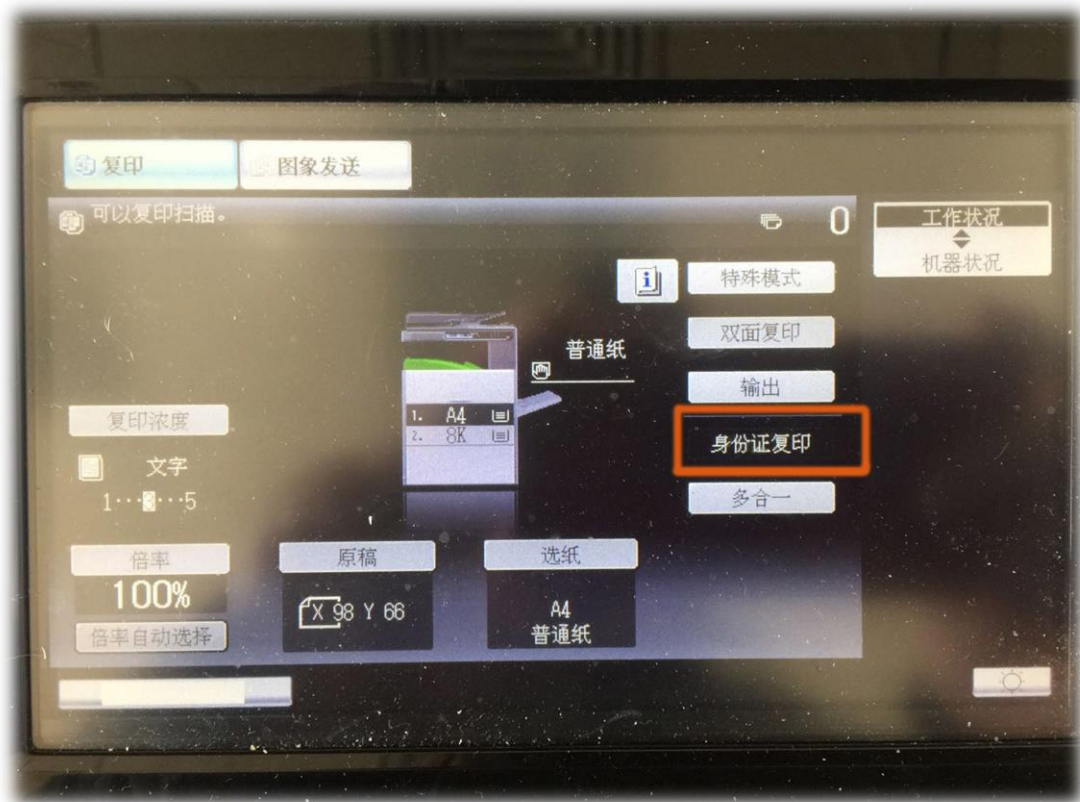 复印
图象发送
可以复印扫描。
0
工作状况
机器状况
i
特殊模式
普通纸
双面复印
输出
1. A4
2. 8K
身份证复印
多合一
复印浓度
文字
1···3···5
倍率
100%
倍率自动选择
原稿
X 98 Y 66
选纸
A4
普通纸